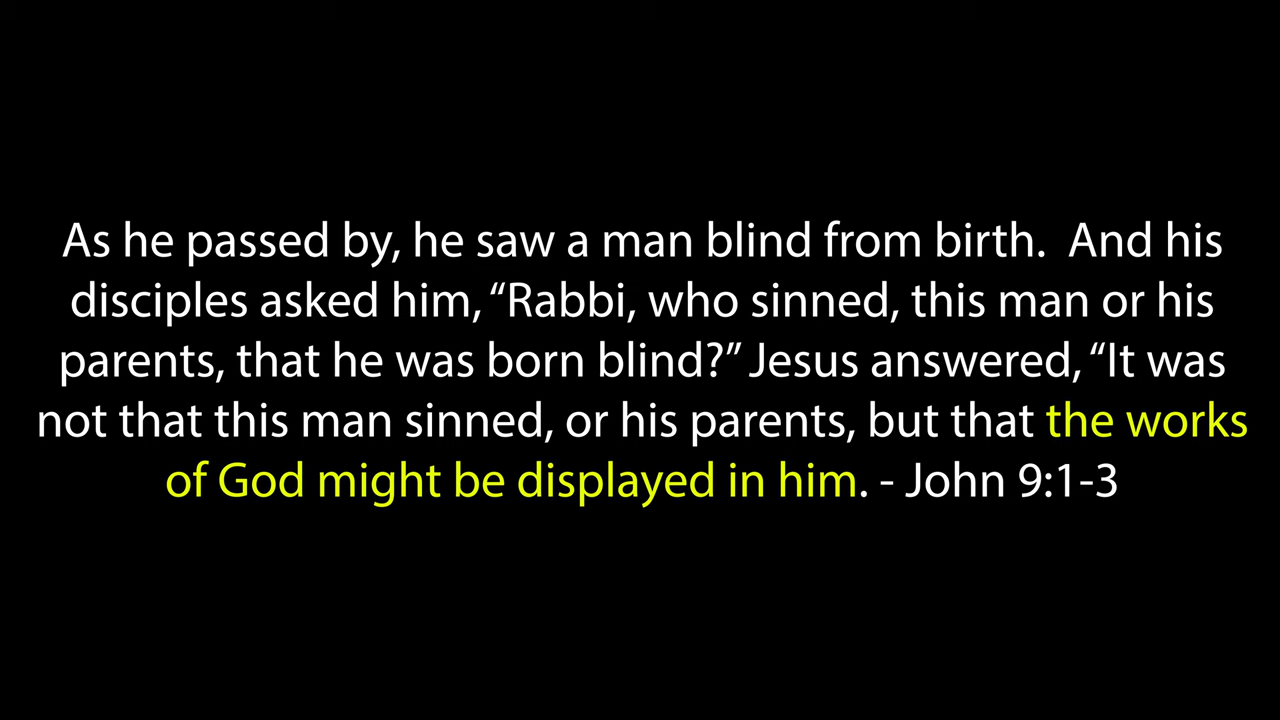 As he passed by, he saw a man blind from birth.  And his
disciples asked him, “Rabbi, who sinned, this man or his
parents, that he was born blind?” Jesus answered, “It was
not that this man sinned, or his parents, but that the works
of God might be displayed in him. - John 9:1-3